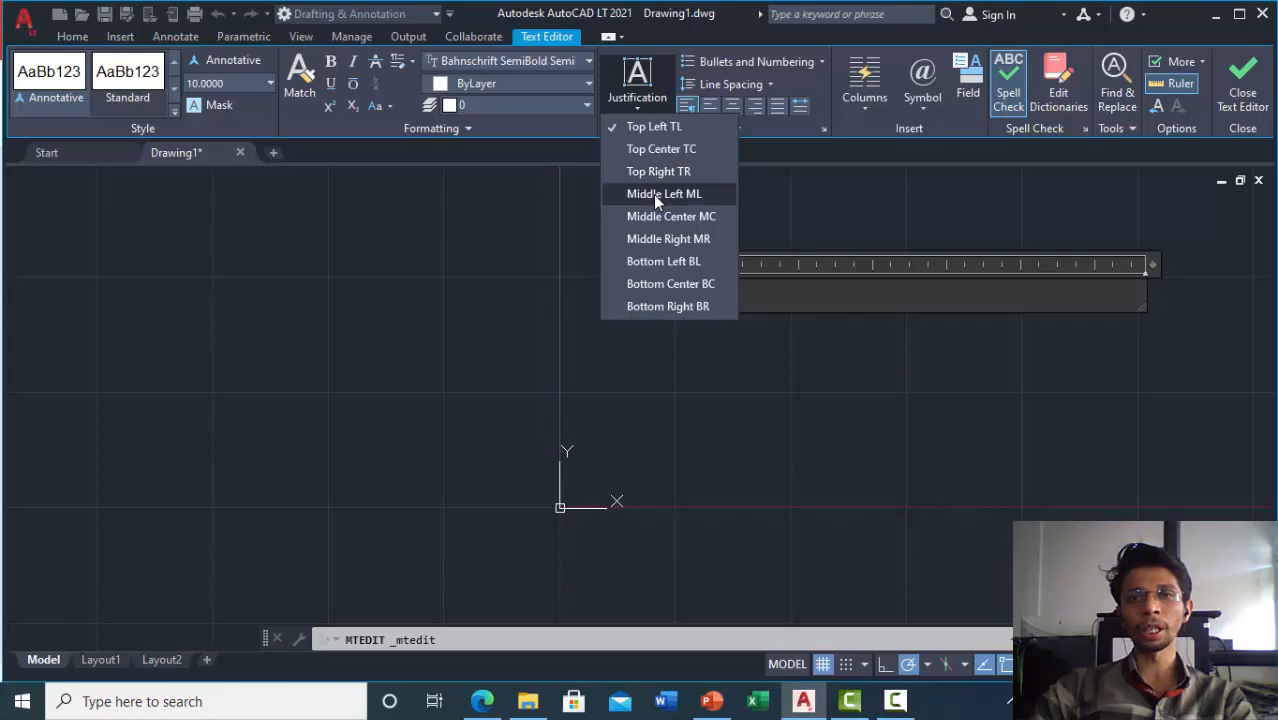 LT
Drafting & Annotation
Autodesk AutoCAD LT 2021 Drawing1.dwg
Type a keyword or phrase
Sign In
Home Insert Annotate Parametric View Manage Output Collaborate Text Editor
AaBb123 AaBb123
Annotative Standard
Annotative
10.0000
Mask
Style
Match
B I
U O
Aa
Bahnschrift SemiBold Semi
ByLayer
0
Formatting
Justification
Bullets and Numbering
Line Spacing
Columns
Symbol
Field
Insert
ABC
Spell Check
Edit Dictionaries
Spell Check
Find & Replace
Tools
More
Ruler
Options
Close Text Editor
Close
Top Left TL
Top Center TC
Top Right TR
Middle Left ML
Middle Center MC
Middle Right MR
Bottom Left BL
Bottom Center BC
Bottom Right BR
Start
Drawing1*
Y
X
MTEDIT _mtedit
Model Layout1 Layout2
MODEL
Type here to search